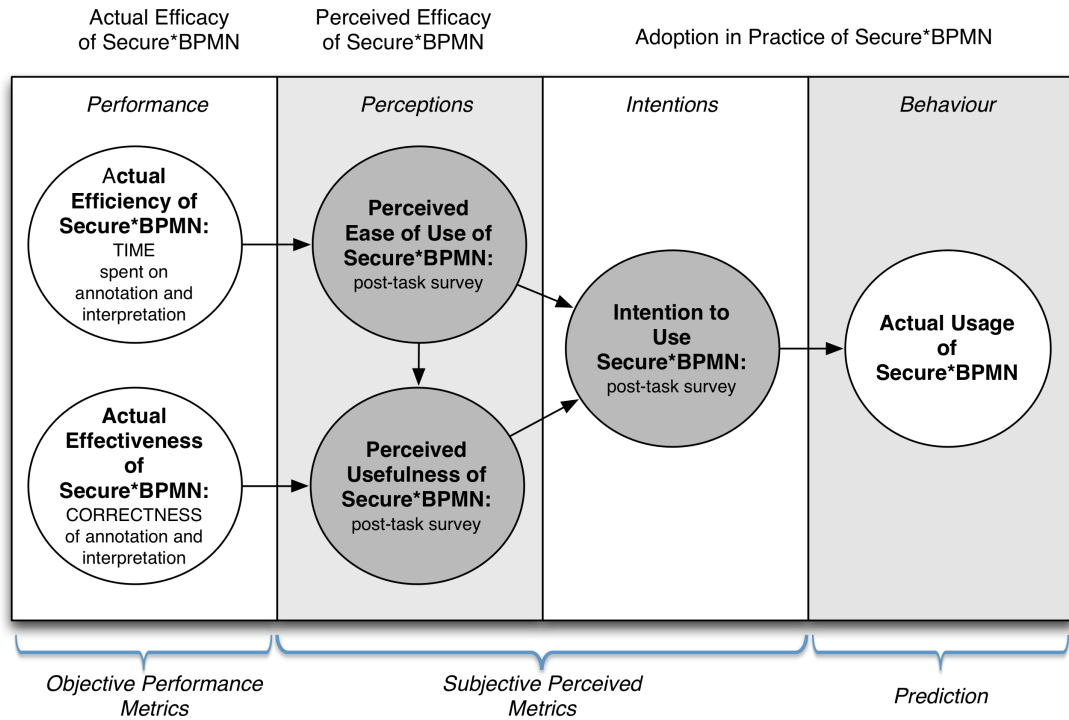 Actual Efficacy
of Secure*BPMN
Perceived Efficacy
of Secure*BPMN
Adoption in Practice of Secure*BPMN
Performance
Perceptions
Intentions
Behaviour
Actual
Efficiency of
Secure*BPMN:
TIME
spent on
annotation and
interpretation
Perceived
Ease of Use of
Secure*BPMN:
post-task survey
Actual
Effectiveness
of
Secure*BPMN:
CORRECTNESS
of annotation and
interpretation
Perceived
Usefulness of
Secure*BPMN:
post-task survey
Intention to
Use
Secure*BPMN:
post-task survey
Actual Usage
of
Secure*BPMN
Objective Performance
Metrics
Subjective Perceived
Metrics
Prediction